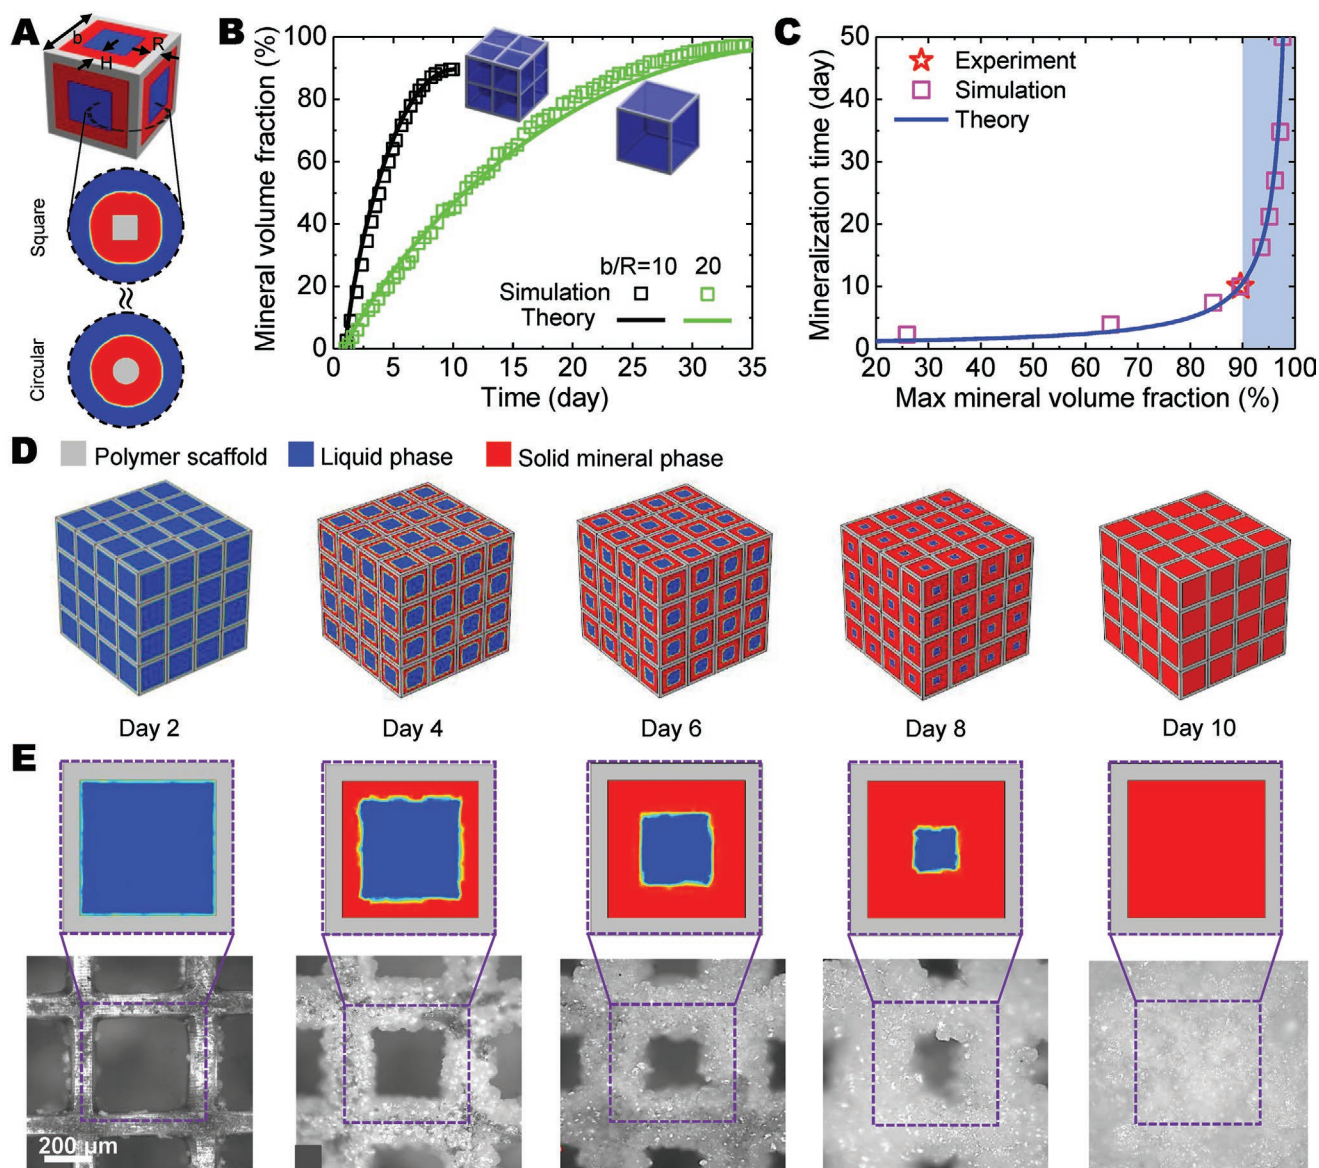 A
b
R
H
Square
≈
Circular
B
Mineral volume fraction (%)
100
80
60
40
20
0
0 5 10 15 20 25 30 35
Time (day)
b/R=10 20
Simulation
Theory
C
Mineralization time (day)
50
40
30
20
10
0
20 30 40 50 60 70 80 90 100
Max mineral volume fraction (%)
Experiment
Simulation
Theory
D
Polymer scaffold Liquid phase Solid mineral phase
Day 2 Day 4 Day 6 Day 8 Day 10
E
200 μm